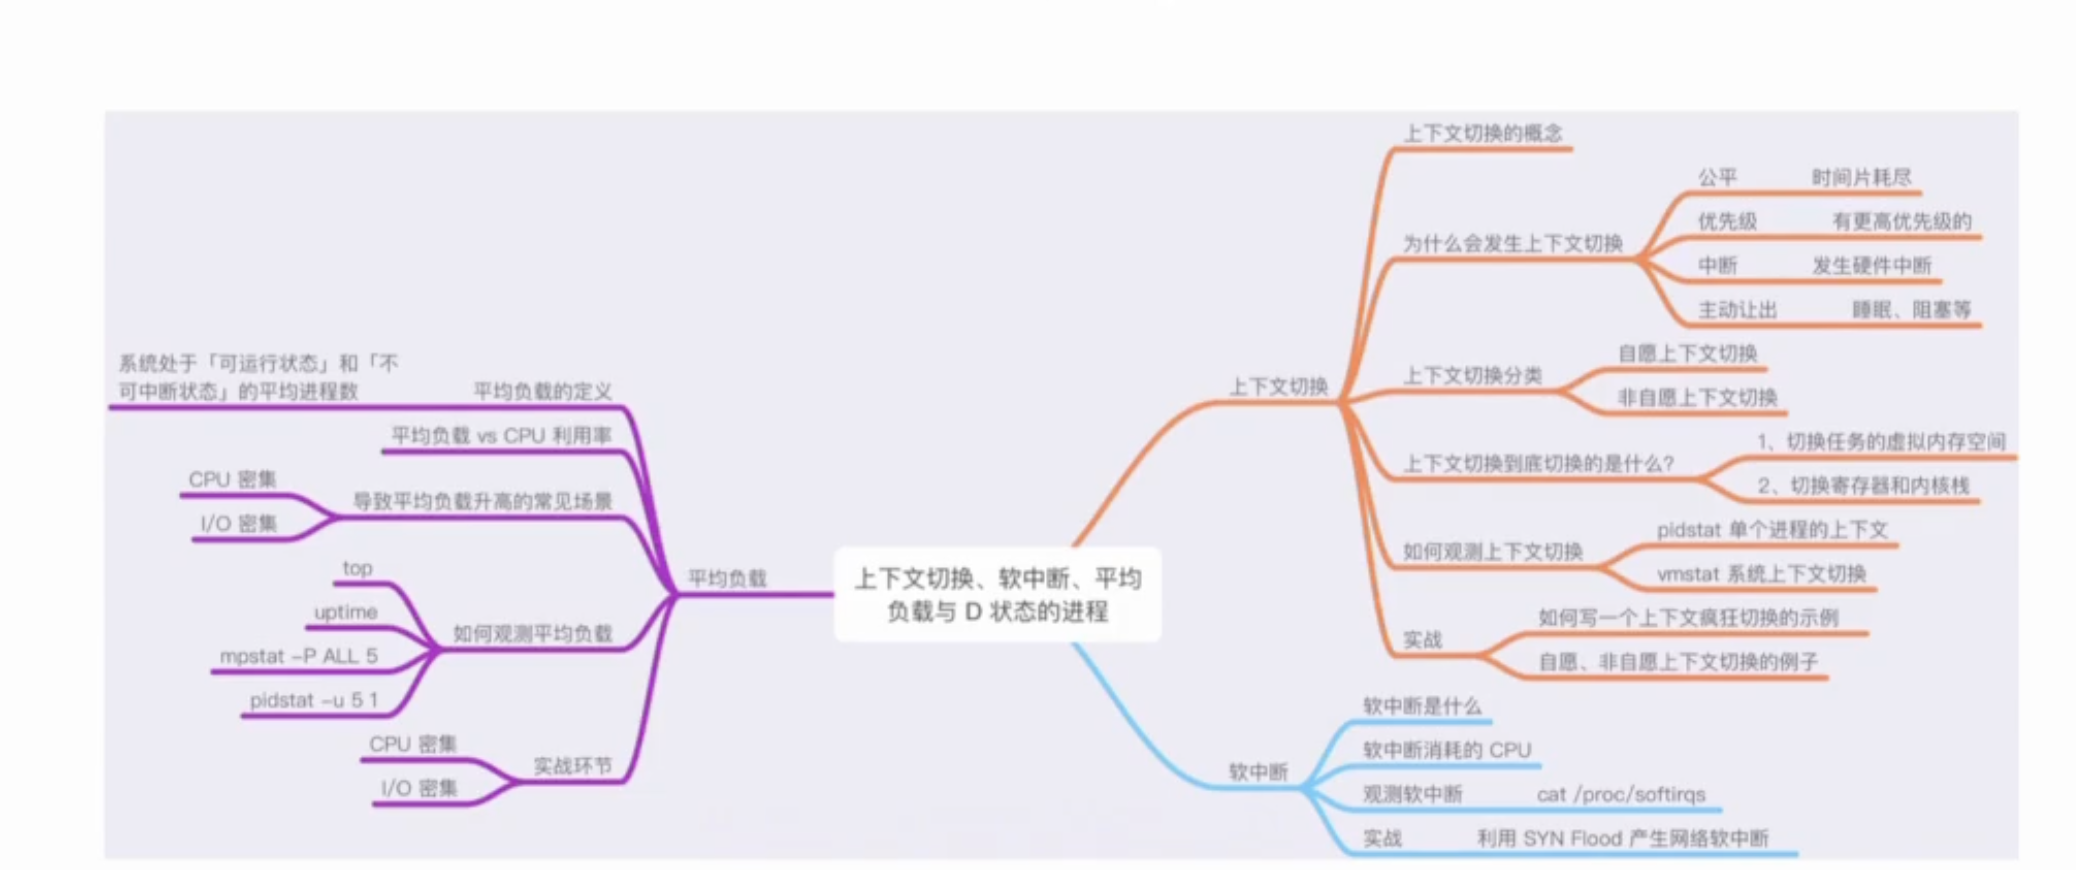 上下文切换、软中断、平均
负载与 D 状态的进程
上下文切换
上下文切换的概念
为什么会发生上下文切换
公平 时间片耗尽
优先级 有更高优先级的
中断 发生硬件中断
主动让出 睡眠、阻塞等
上下文切换分类
自愿上下文切换
非自愿上下文切换
上下文切换到底切换的是什么?
1、切换任务的虚拟内存空间
2、切换寄存器和内核栈
如何观测上下文切换
pidstat 单个进程的上下文
vmstat 系统上下文切换
实战
如何写一个上下文疯狂切换的示例
自愿、非自愿上下文切换的例子
软中断
软中断是什么
软中断消耗的 CPU
观测软中断 cat /proc/softirqs
实战 利用 SYN Flood 产生网络软中断
平均负载
平均负载的定义
系统处于「可运行状态」和「不
可中断状态」的平均进程数
平均负载 vs CPU 利用率
导致平均负载升高的常见场景
CPU 密集
I/O 密集
如何观测平均负载
top
uptime
mpstat -P ALL 5
pidstat -u 5 1
实战环节
CPU 密集
I/O 密集